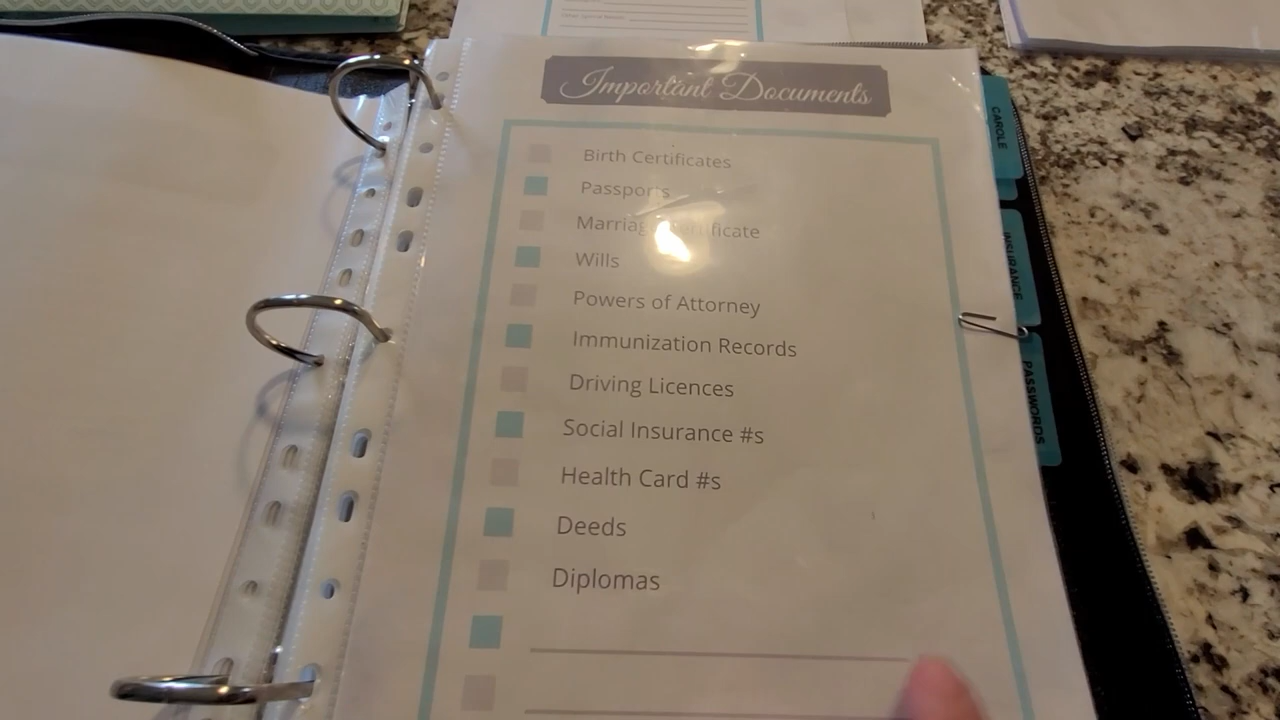 Important Documents
Birth Certificates
Passports
Marriage Certificate
Wills
Powers of Attorney
Immunization Records
Driving Licences
Social Insurance #s
Health Card #s
Deeds
Diplomas
CAROLE
INSURANCE
PASSWORDS